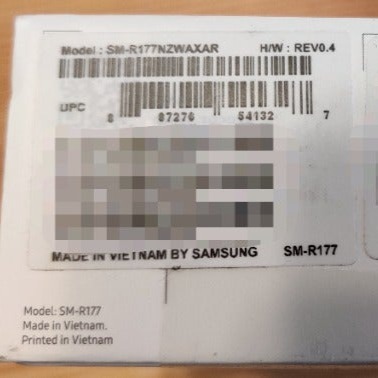 Model : SM-R177NZWAXAR H/W : REV0.4
UPC
8 87276 54132 7
MADE IN VIETNAM BY SAMSUNG SM-R177
Model: SM-R177
Made in Vietnam.
Printed in Vietnam